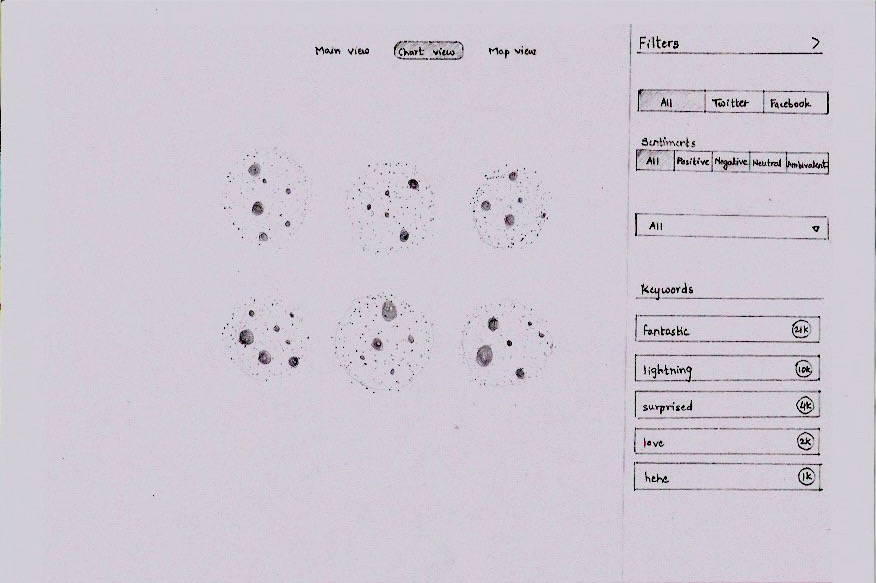 Main view Chart view Map view
Filters >
All Twitter Facebook
Sentiments
All Positive Negative Neutral Ambivalent
All
Keywords
Fantastic 21K
lightning 10K
surprised 4K
love 2K
hehe 1K